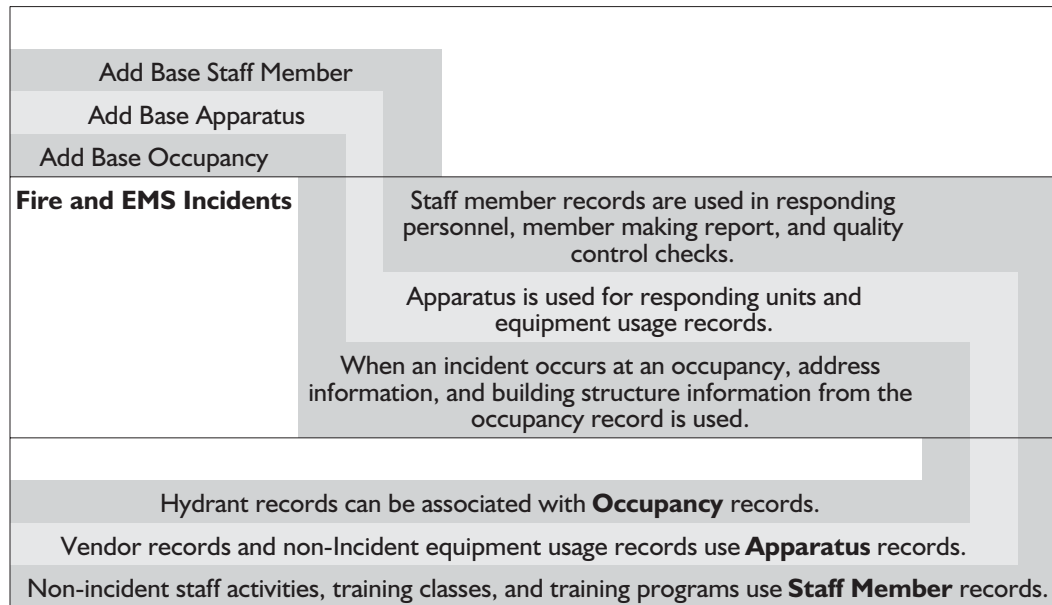 Add Base Staff Member
Add Base Apparatus
Add Base Occupancy
Fire and EMS Incidents
Staff member records are used in responding
personnel, member making report, and quality
control checks.
Apparatus is used for responding units and
equipment usage records.
When an incident occurs at an occupancy, address
information, and building structure information from the
occupancy record is used.
Hydrant records can be associated with Occupancy records.
Vendor records and non-Incident equipment usage records use Apparatus records.
Non-incident staff activities, training classes, and training programs use Staff Member records.